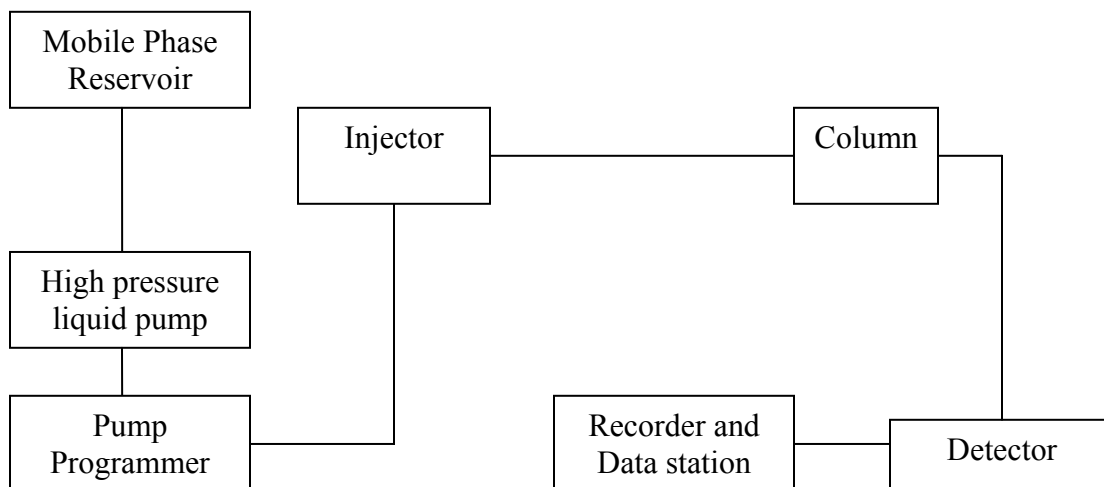 Mobile Phase
Reservoir
Injector
Column
High pressure
liquid pump
Pump
Programmer
Recorder and
Data station
Detector